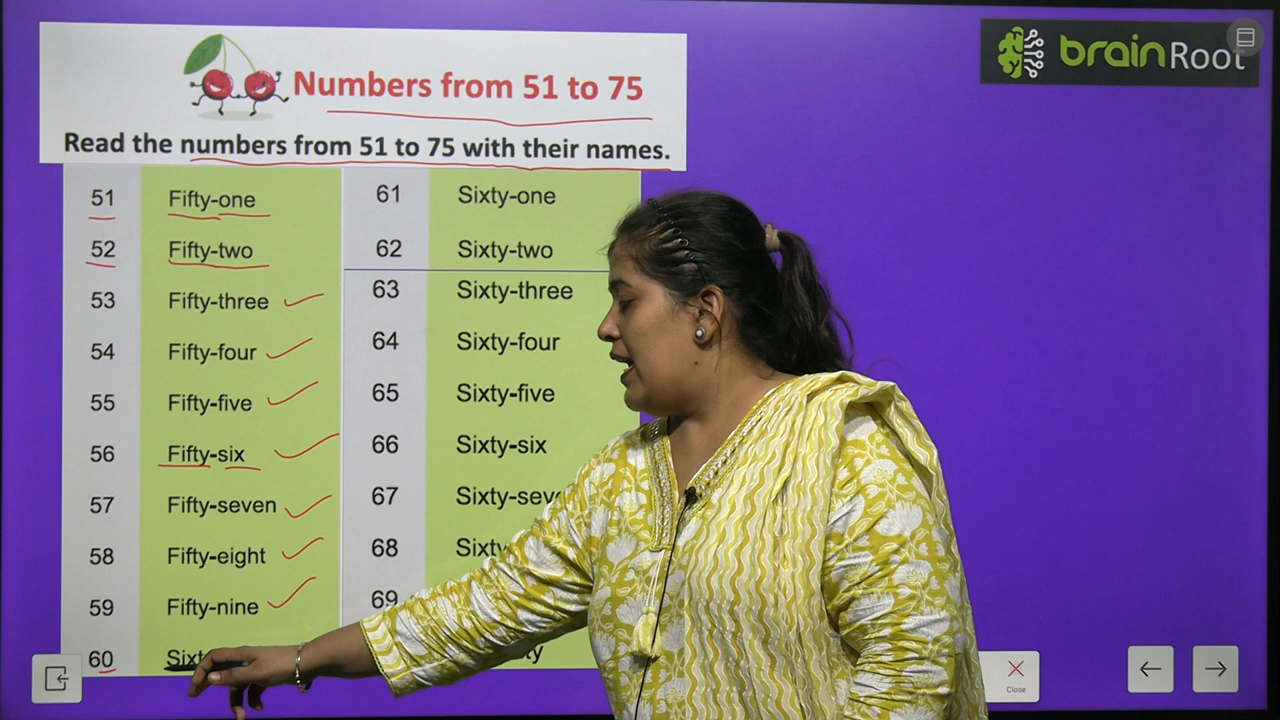 brainRoot
Numbers from 51 to 75
Read the numbers from 51 to 75 with their names.
51 Fifty-one 61 Sixty-one
52 Fifty-two 62 Sixty-two
53 Fifty-three 63 Sixty-three
54 Fifty-four 64 Sixty-four
55 Fifty-five 65 Sixty-five
56 Fifty-six 66 Sixty-six
57 Fifty-seven 67
58 Fifty-eight 68
59 Fifty-nine 69
60
Close